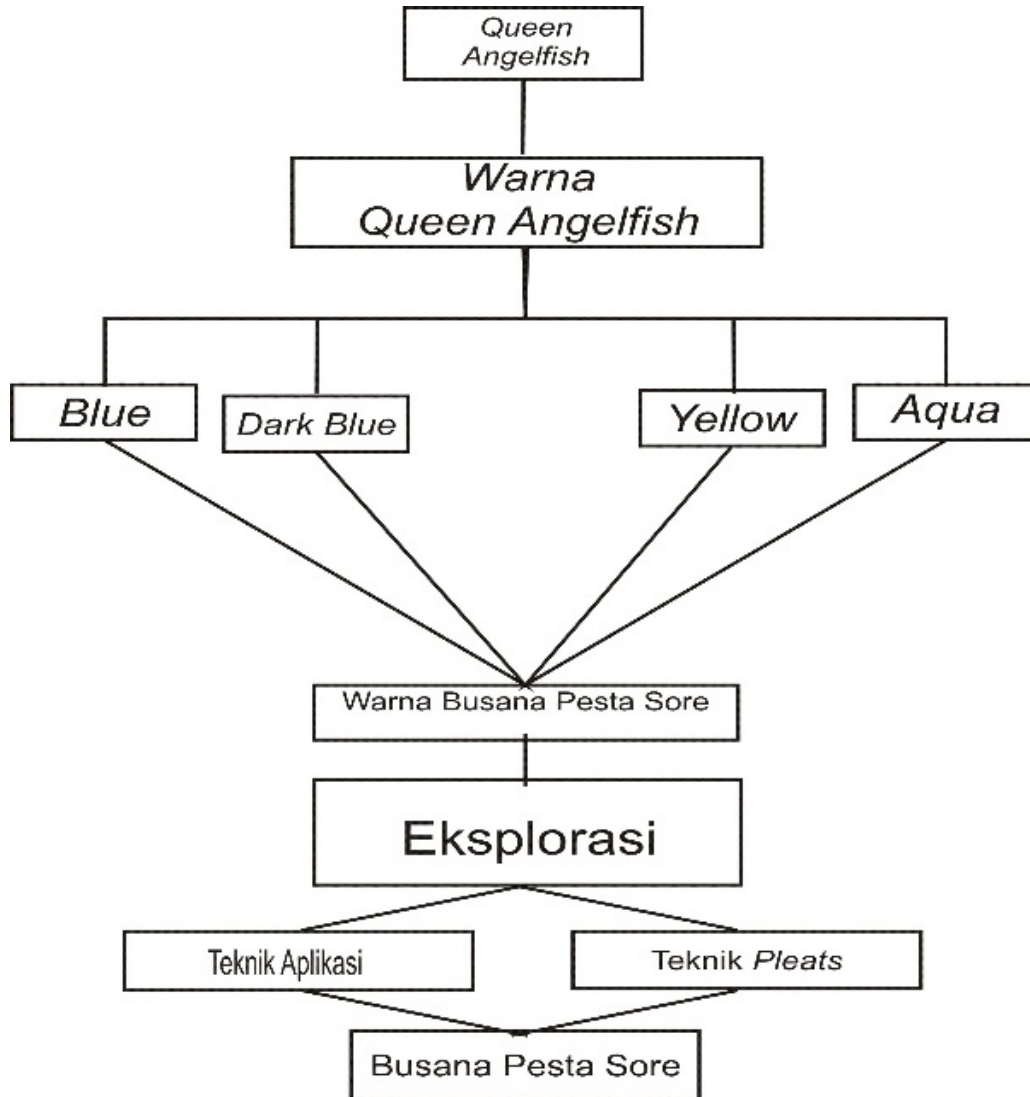 Queen
Angelfish
Warna
Queen Angelfish
Blue
Dark Blue
Yellow
Aqua
Warna Busana Pesta Sore
Eksplorasi
Teknik Aplikasi
Teknik Pleats
Busana Pesta Sore